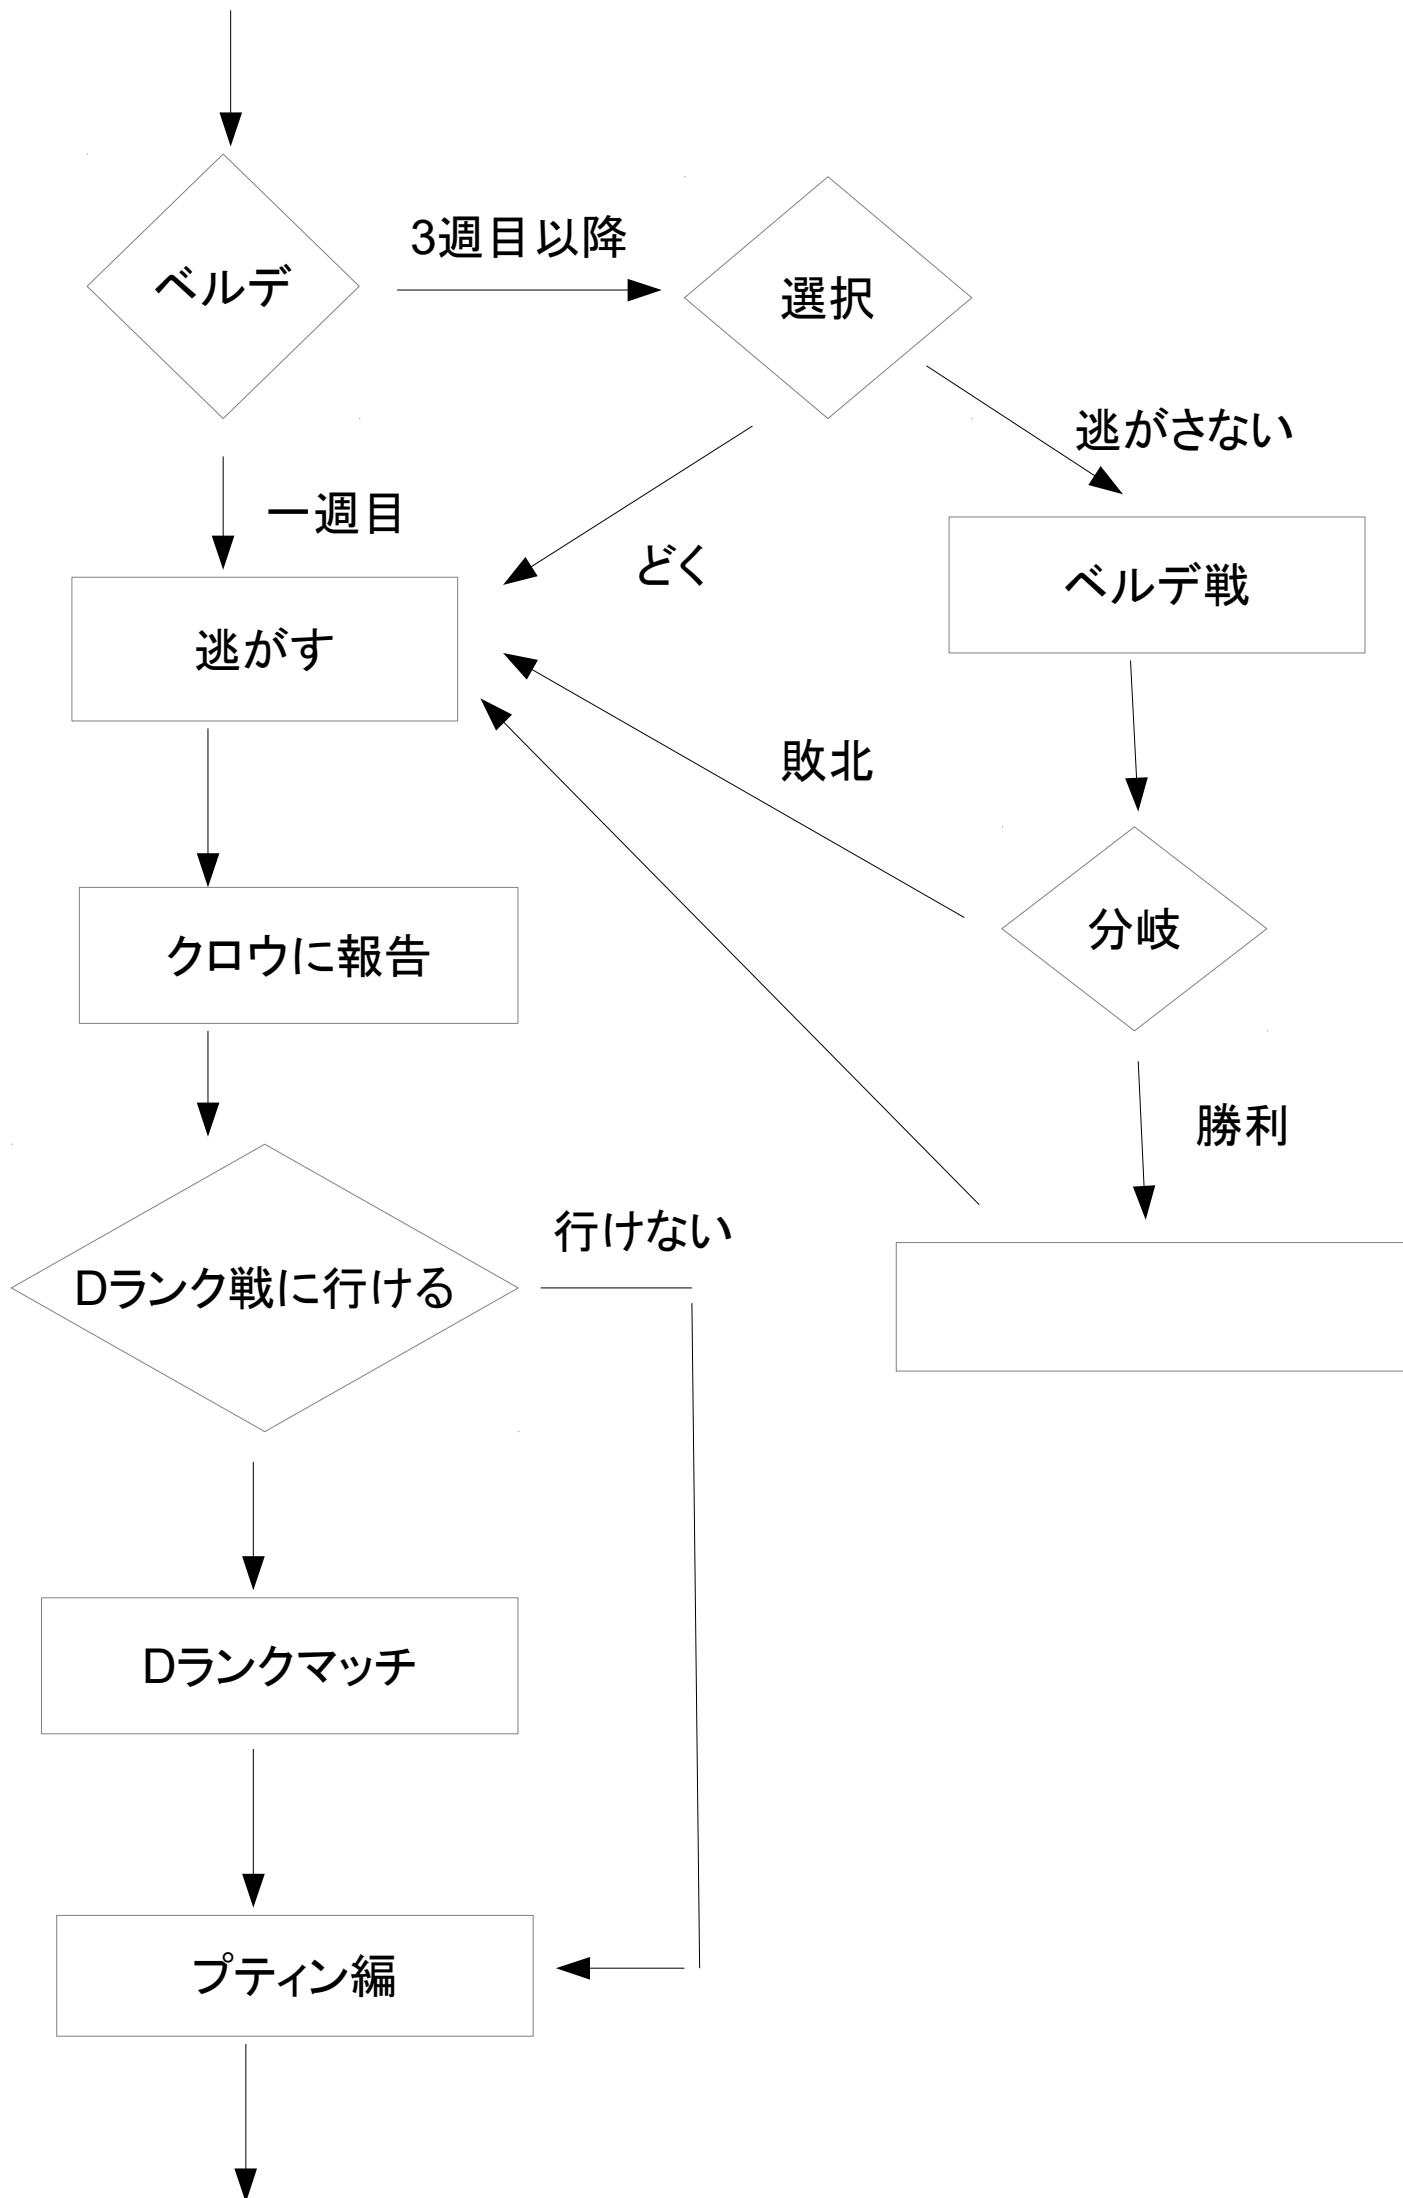 ベルデ
3週目以降
選択
逃がさない
一週目
どく
ベルデ戦
逃がす
敗北
分岐
クロウに報告
勝利
行けない
Dランク戦に行ける
Dランクマッチ
プティン編